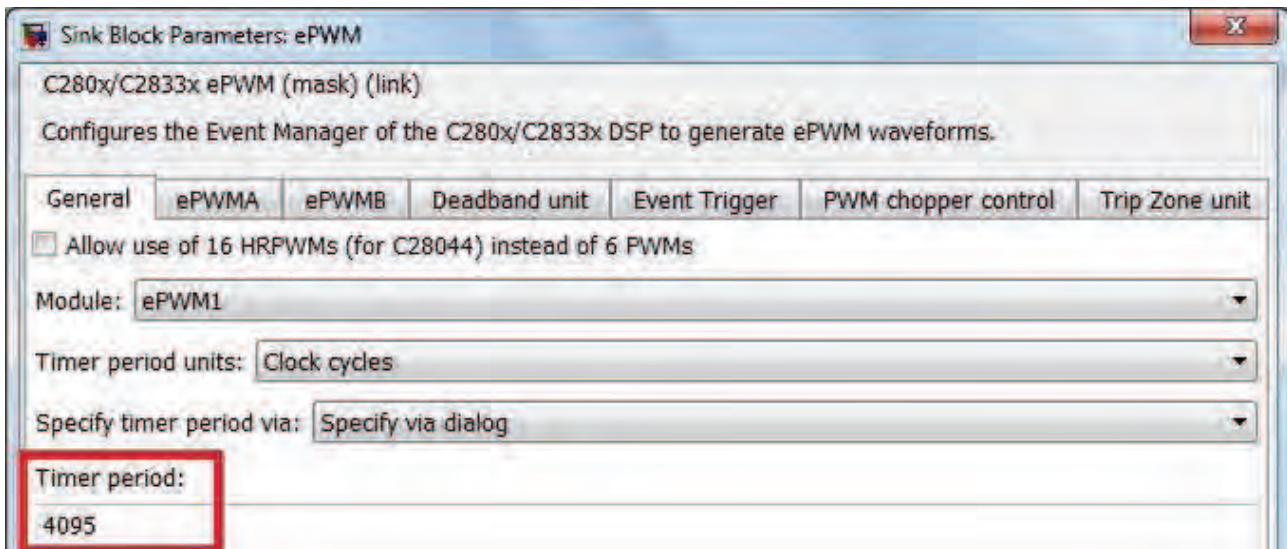 Sink Block Parameters: ePWM
C280x/C2833x ePWM (mask) (link)
Configures the Event Manager of the C280x/C2833x DSP to generate ePWM waveforms.
General ePWMA ePWMB Deadband unit Event Trigger PWM chopper control Trip Zone unit
Allow use of 16 HRPWMs (for C28044) instead of 6 PWMs
Module: ePWM1
Timer period units: Clock cycles
Specify timer period via: Specify via dialog
Timer period:
4095